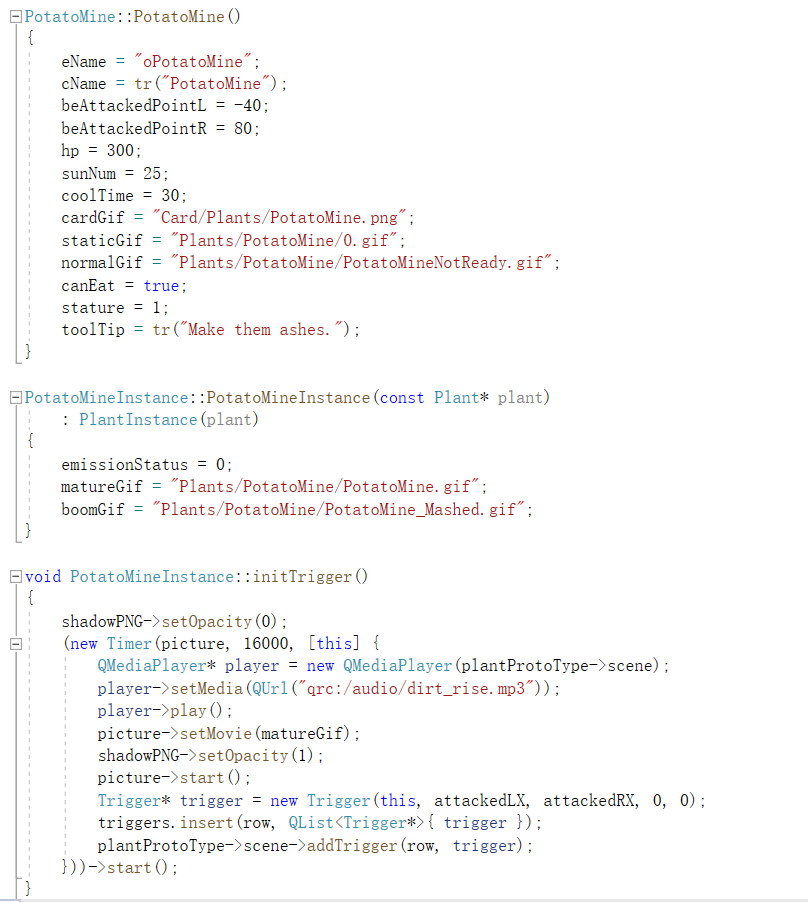 PotatoMine::PotatoMine()
{
    eName = "oPotatoMine";
    cName = tr("PotatoMine");
    beAttackedPointL = -40;
    beAttackedPointR = 80;
    hp = 300;
    sunNum = 25;
    coolTime = 30;
    cardGif = "Card/Plants/PotatoMine.png";
    staticGif = "Plants/PotatoMine/0.gif";
    normalGif = "Plants/PotatoMine/PotatoMineNotReady.gif";
    canEat = true;
    stature = 1;
    toolTip = tr("Make them ashes.");
}

PotatoMineInstance::PotatoMineInstance(const Plant* plant)
    : PlantInstance(plant)
{
    emissionStatus = 0;
    matureGif = "Plants/PotatoMine/PotatoMine.gif";
    boomGif = "Plants/PotatoMine/PotatoMine_Mashed.gif";
}

void PotatoMineInstance::initTrigger()
{
    shadowPNG->setOpacity(0);
    (new Timer(picture, 16000, [this] {
        QMediaPlayer* player = new QMediaPlayer(plantProtoType->scene);
        player->setMedia(QUrl("qrc:/audio/dirt_rise.mp3"));
        player->play();
        picture->setMovie(matureGif);
        shadowPNG->setOpacity(1);
        picture->start();
        Trigger* trigger = new Trigger(this, attackedLX, attackedRX, 0, 0);
        triggers.insert(row, QList<Trigger*>{ trigger });
        plantProtoType->scene->addTrigger(row, trigger);
    }))->start();
}